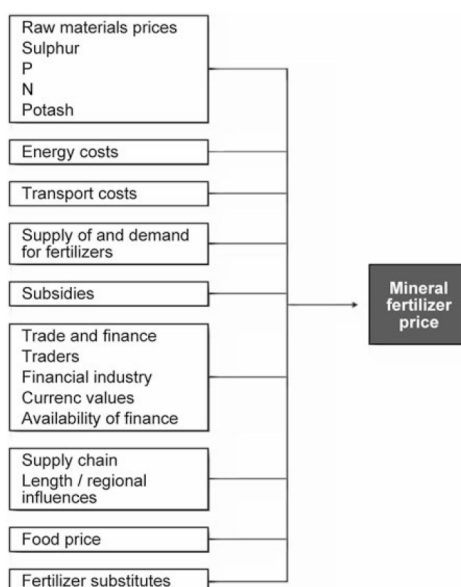 Raw materials prices
Sulphur
P
N
Potash
Energy costs
Transport costs
Supply of and demand
for fertilizers
Subsidies
Trade and finance
Traders
Financial industry
Currenc values
Availability of finance
Supply chain
Length / regional
influences
Food price
Fertilizer substitutes
Mineral
fertilizer
price